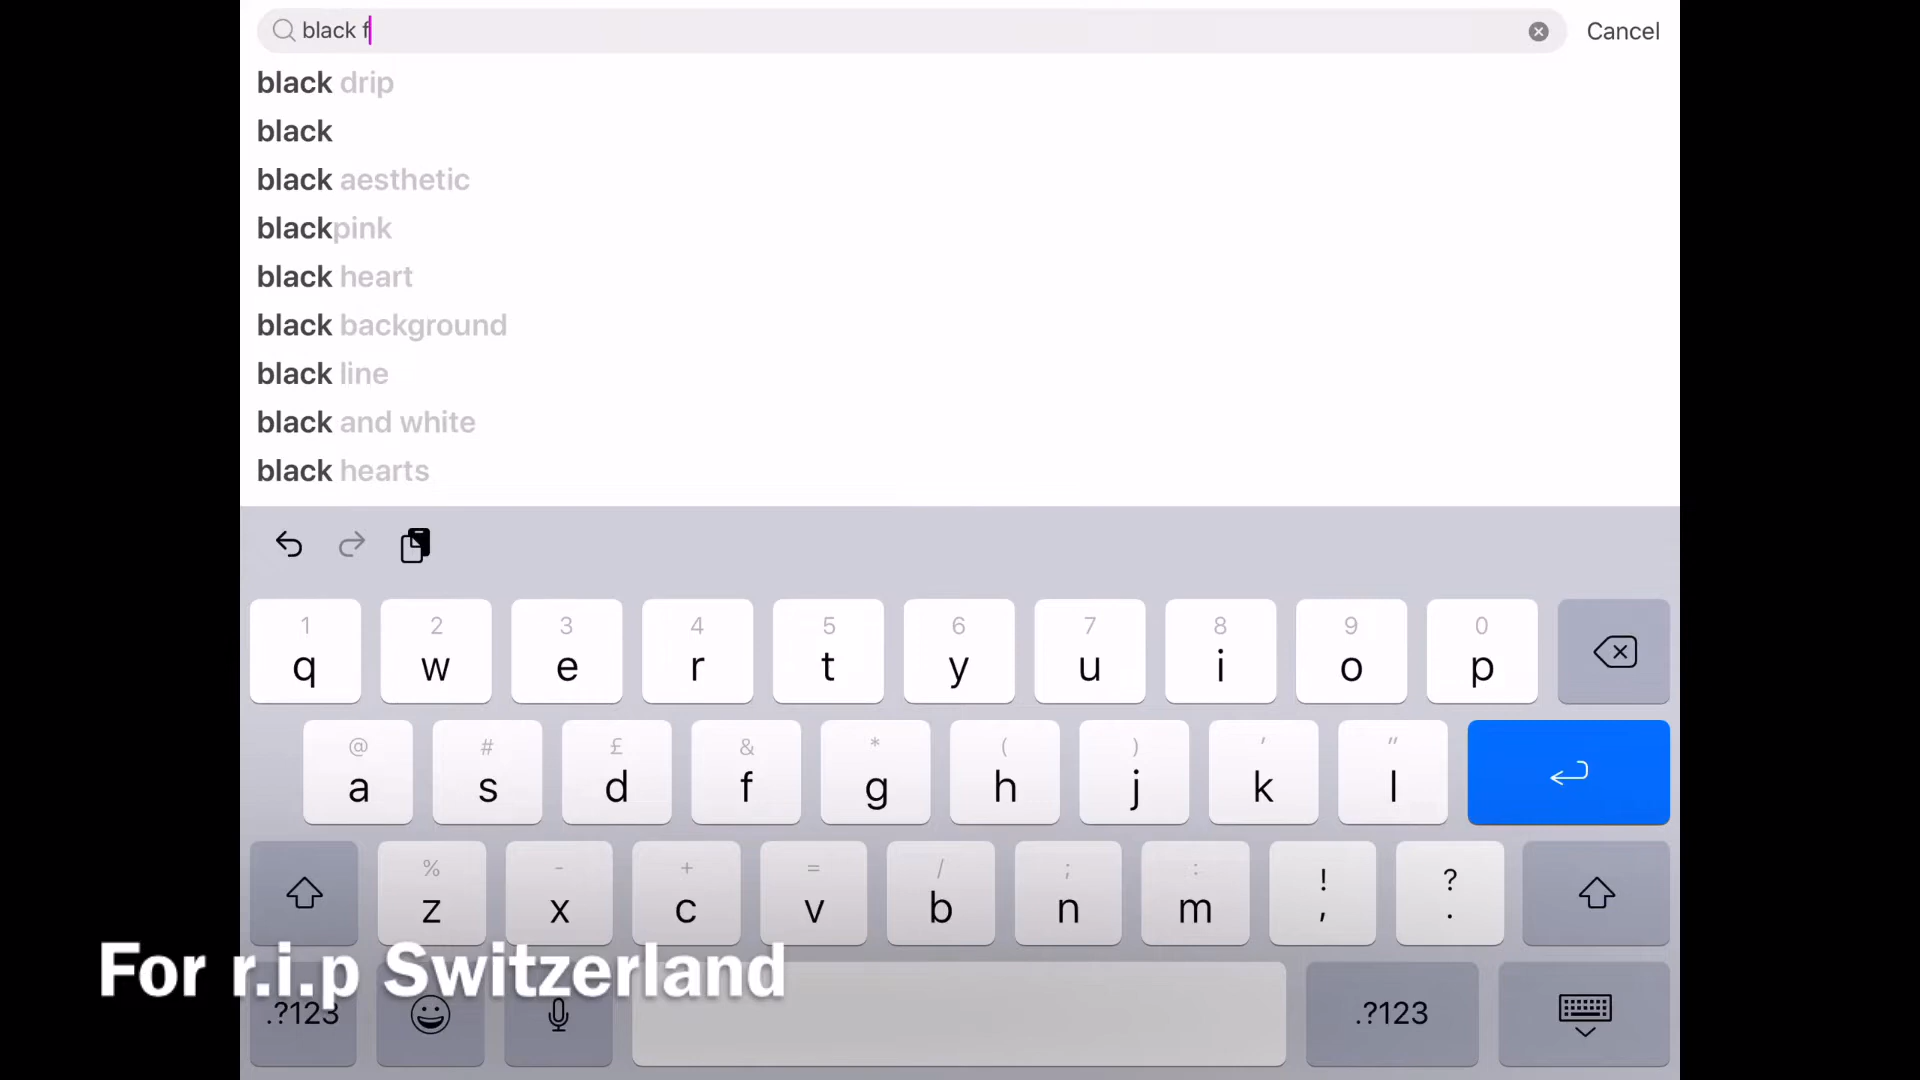 black f
Cancel
black drip
black
black aesthetic
blackpink
black heart
black background
black line
black and white
black hearts
1 2 3 4 5 6 7 8 9 0
q w e r t y u i o p
@ # £ & * ( ) ' "
a s d f g h j k l
% - + = / ; : ! ?
z x c v b n m , .
For r.i.p Switzerland
.?123 .?123